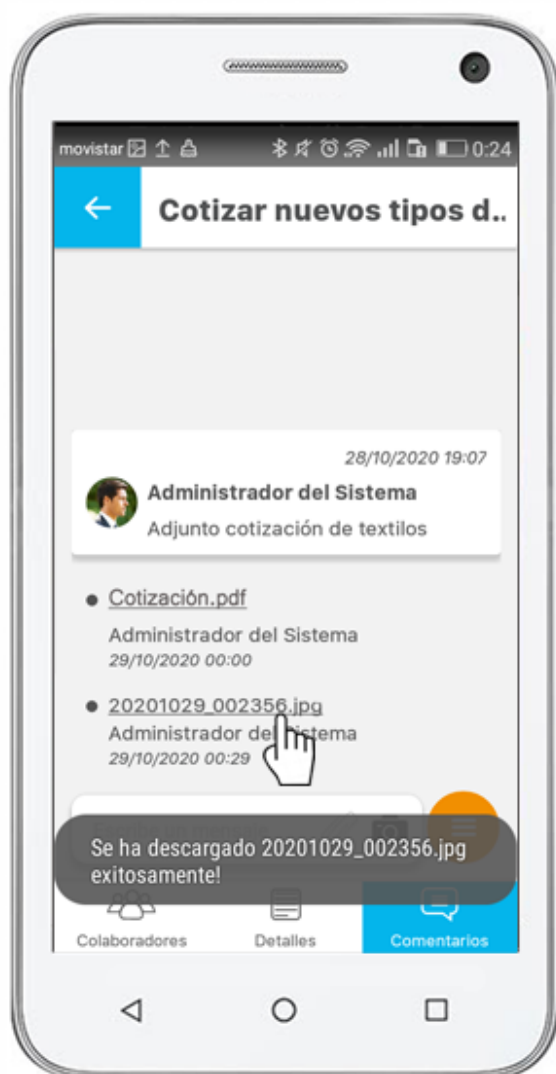 movistar 0:24
Cotizar nuevos tipos d..
28/10/2020 19:07
Administrador del Sistema
Adjunto cotización de textilos
Cotización.pdf
Administrador del Sistema
29/10/2020 00:00
20201029_002356.jpg
Administrador del Sistema
29/10/2020 00:29
Se ha descargado 20201029_002356.jpg
exitosamente!
Colaboradores Detalles Comentarios